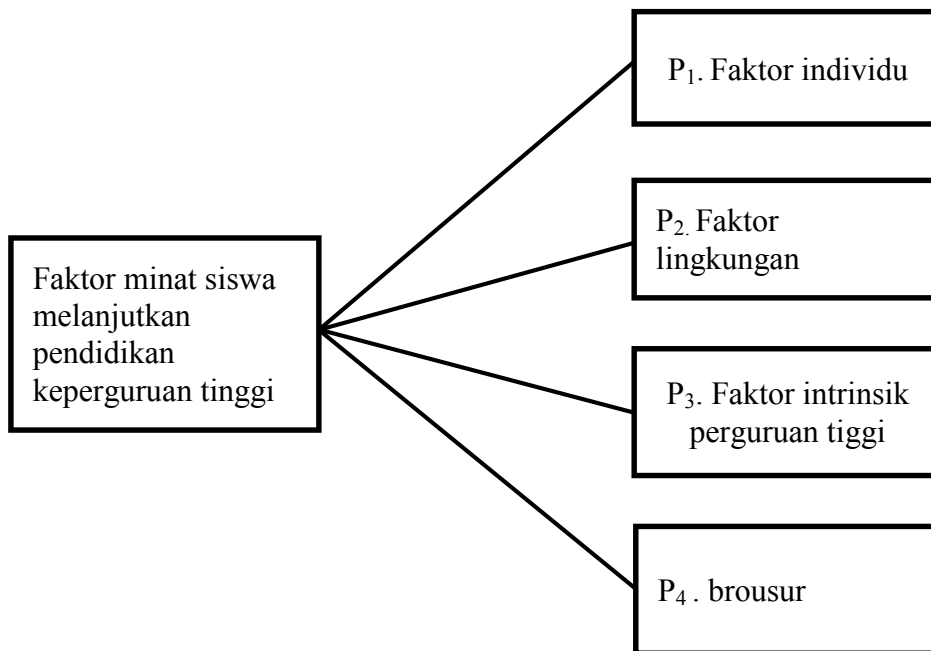 P₁. Faktor individu
P₂. Faktor
lingkungan
Faktor minat siswa
melanjutkan
pendidikan
keperguruan tinggi
P₃. Faktor intrinsik
perguruan tiggi
P₄ . brousur